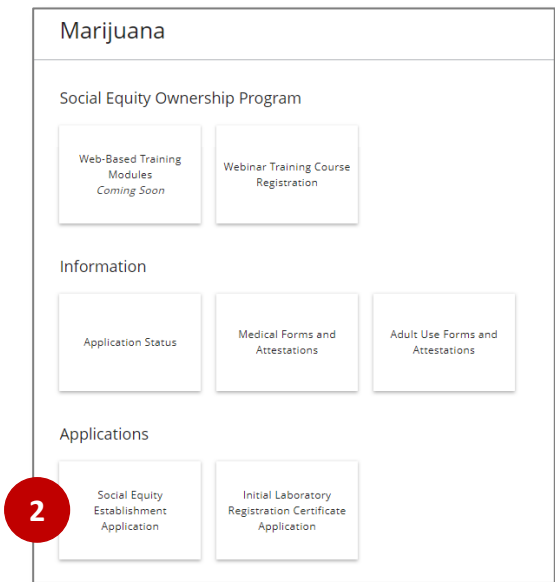 Marijuana
Social Equity Ownership Program
Web-Based Training
Modules
Coming Soon
Webinar Training Course
Registration
Information
Application Status
Medical Forms and
Attestations
Adult Use Forms and
Attestations
Applications
2
Social Equity
Establishment
Application
Initial Laboratory
Registration Certificate
Application